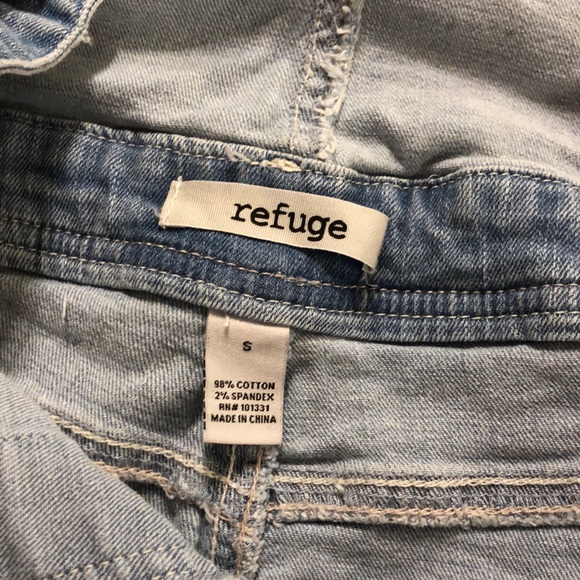 refuge
S
98% COTTON
2% SPANDEX
RN# 101331
MADE IN CHINA